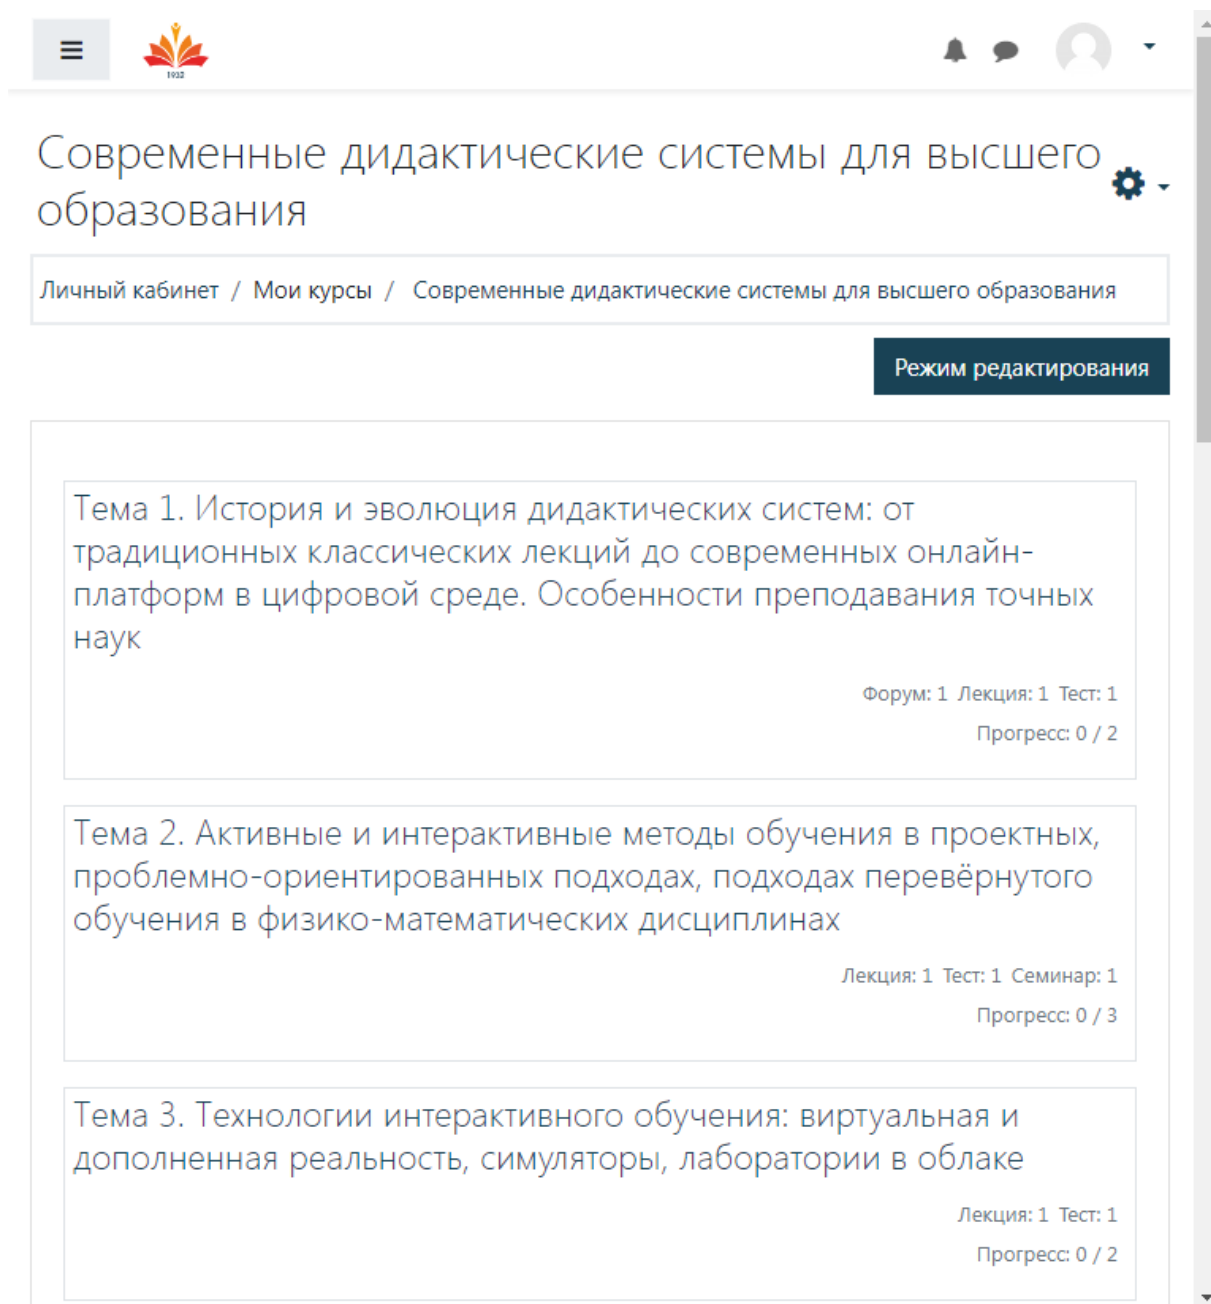 1932
Современные дидактические системы для высшего
образования
Личный кабинет / Мои курсы / Современные дидактические системы для высшего образования
Режим редактирования
Тема 1. История и эволюция дидактических систем: от
традиционных классических лекций до современных онлайн-
платформ в цифровой среде. Особенности преподавания точных
наук
Форум: 1 Лекция: 1 Тест: 1
Прогресс: 0 / 2
Тема 2. Активные и интерактивные методы обучения в проектных,
проблемно-ориентированных подходах, подходах перевёрнутого
обучения в физико-математических дисциплинах
Лекция: 1 Тест: 1 Семинар: 1
Прогресс: 0 / 3
Тема 3. Технологии интерактивного обучения: виртуальная и
дополненная реальность, симуляторы, лаборатории в облаке
Лекция: 1 Тест: 1
Прогресс: 0 / 2